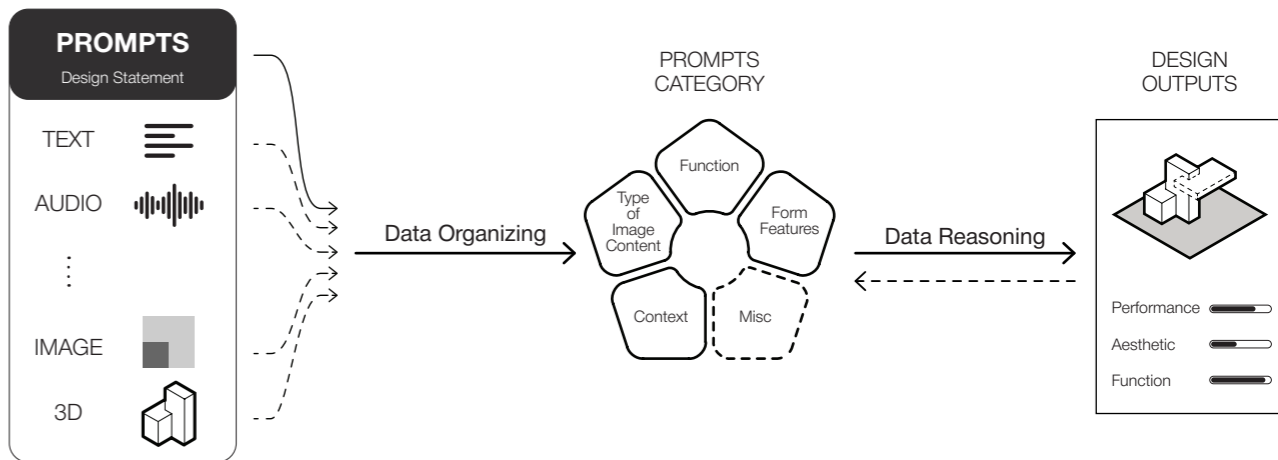 PROMPTS
Design Statement
TEXT
AUDIO
IMAGE
3D
Data Organizing
PROMPTS
CATEGORY
Function
Type
of
Image
Content
Form
Features
Context
Misc
Data Reasoning
DESIGN
OUTPUTS
Performance
Aesthetic
Function